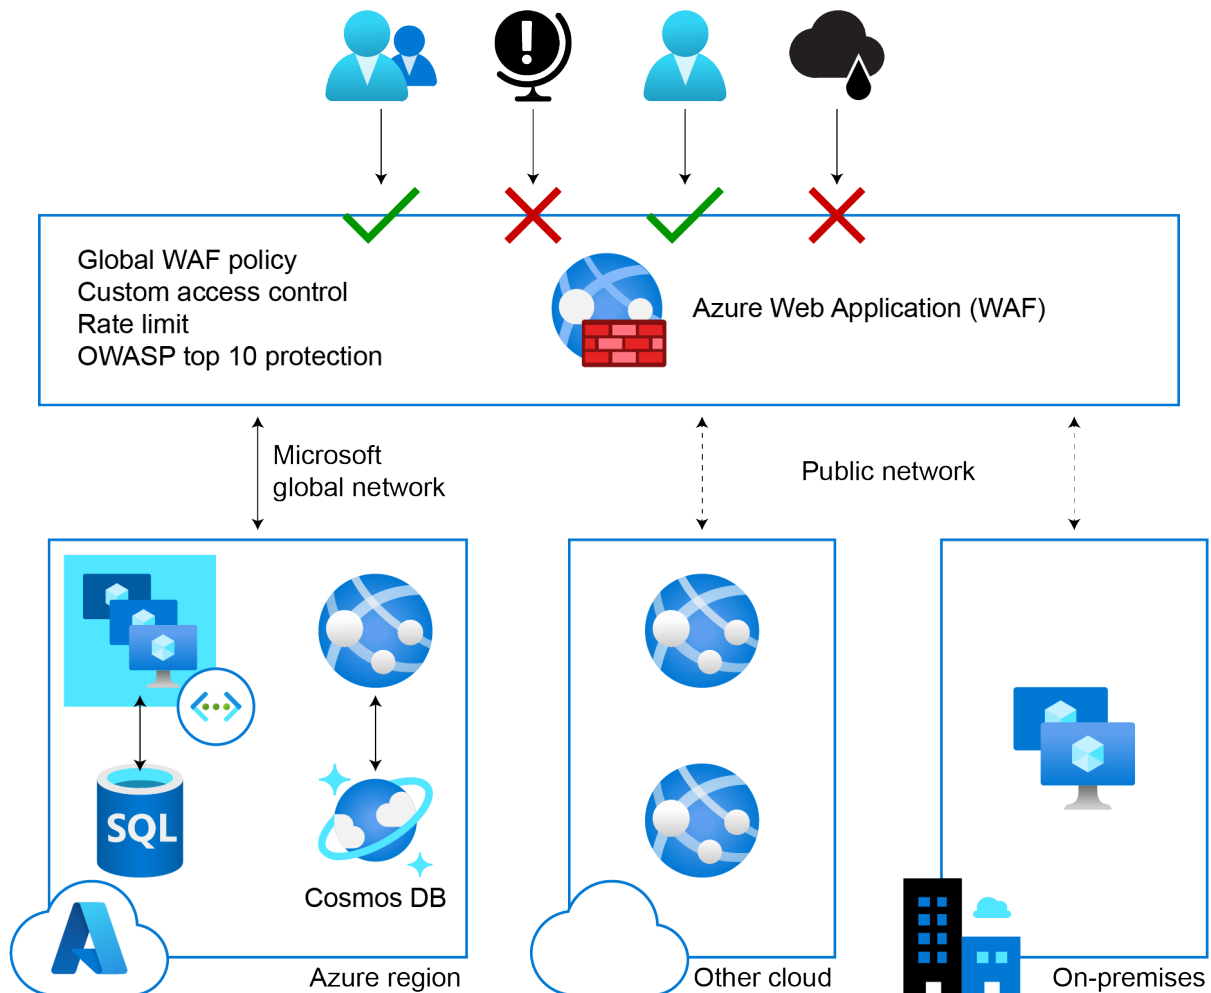 Global WAF policy
Custom access control
Rate limit
OWASP top 10 protection
Azure Web Application (WAF)
Microsoft
global network
Public network
SQL
Cosmos DB
Azure region
Other cloud
On-premises